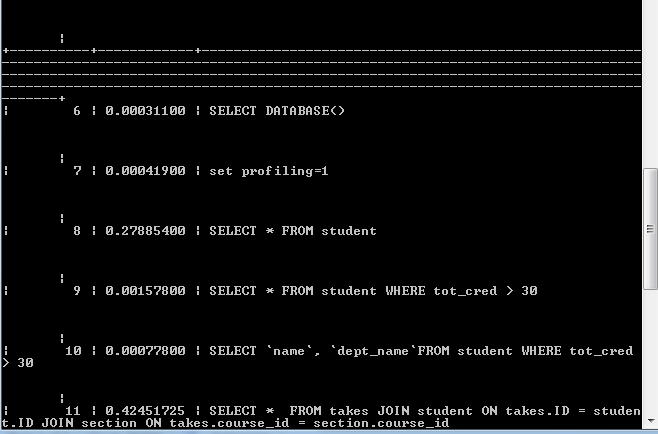 6 | 0.00031100 | SELECT DATABASE()
7 | 0.00041900 | set profiling=1
8 | 0.27885400 | SELECT * FROM student
9 | 0.00157800 | SELECT * FROM student WHERE tot_cred > 30
10 | 0.00077800 | SELECT `name`, `dept_name`FROM student WHERE tot_cred
> 30
11 | 0.42451725 | SELECT *  FROM takes JOIN student ON takes.ID = studen
t.ID JOIN section ON takes.course_id = section.course_id